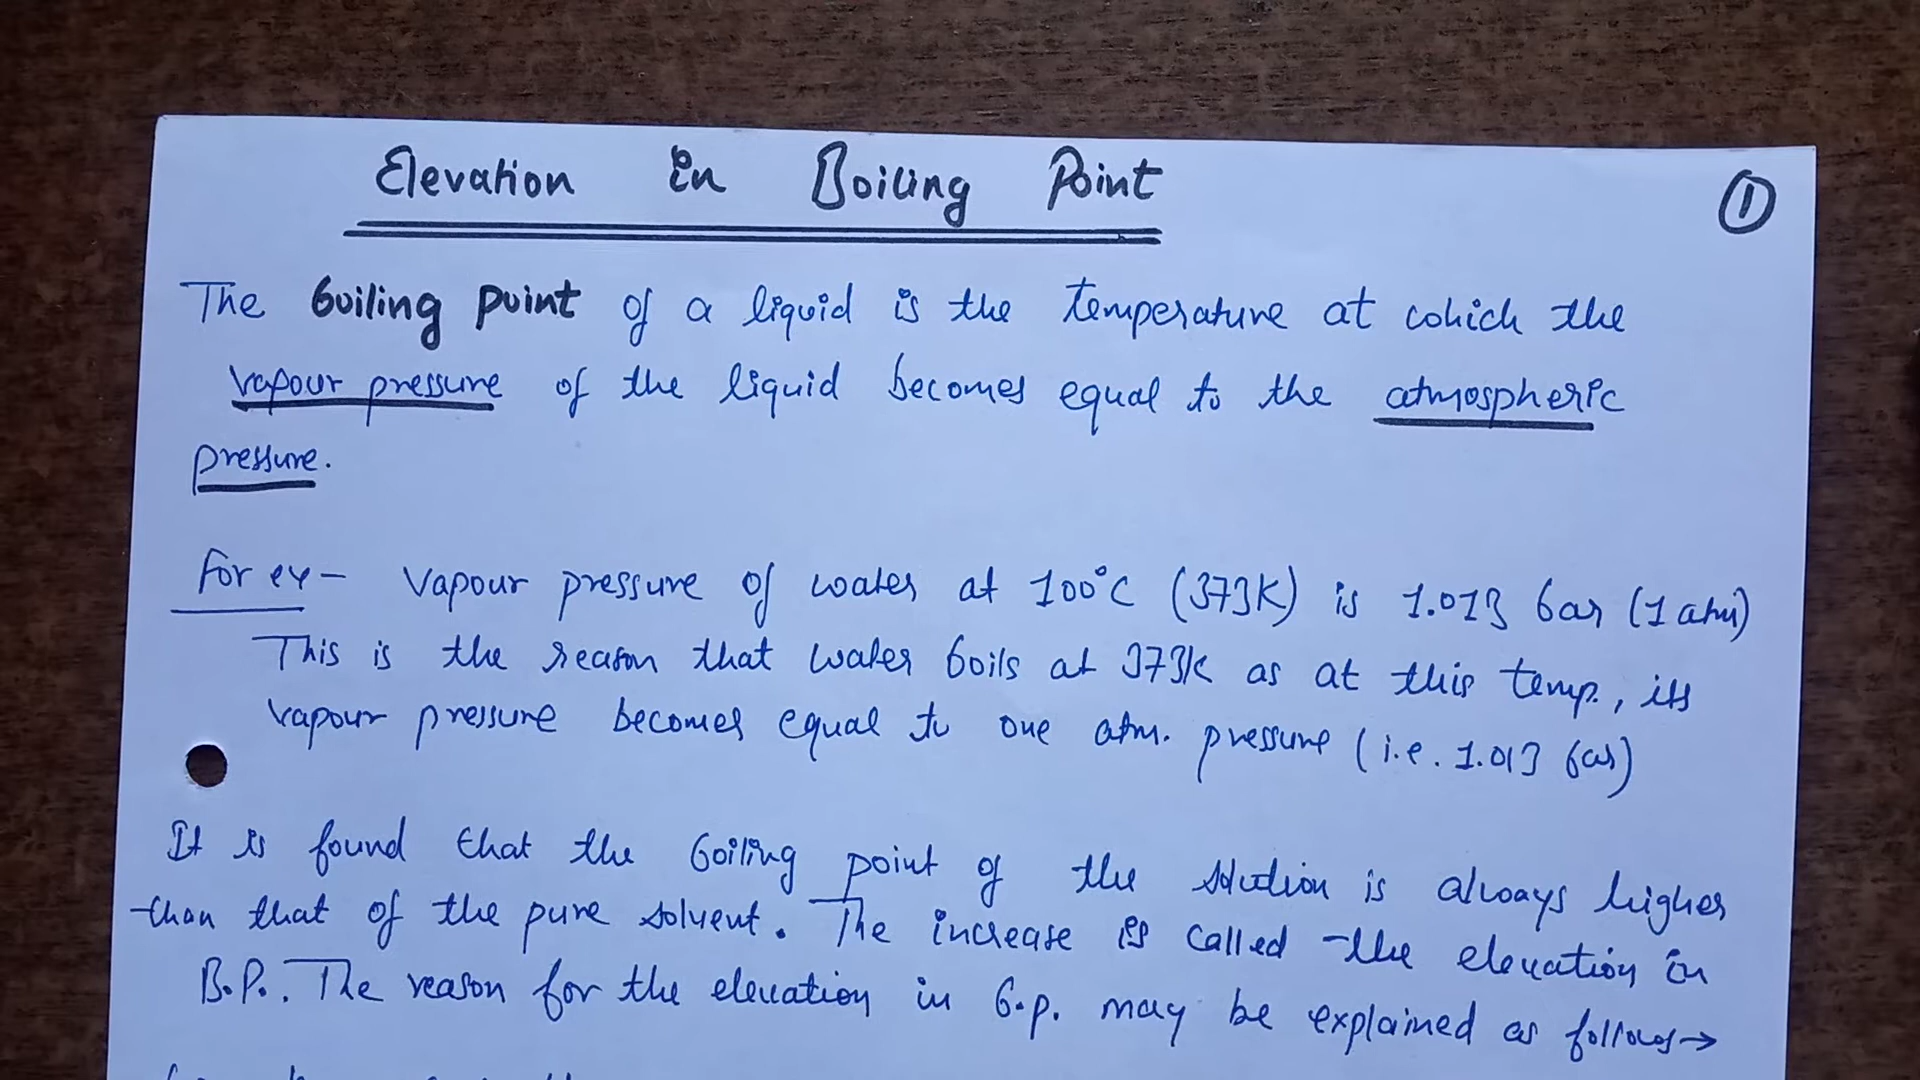 Elevation in Boiling Point
1
The boiling point of a liquid is the temperature at which the
vapour pressure of the liquid becomes equal to the atmospheric
pressure.
For ex- Vapour pressure of water at 100°C (373K) is 1.013 bar (1 atm)
This is the reason that water boils at 373K as at this temp., its
vapour pressure becomes equal to one atm. pressure (i.e. 1.013 bar)
It is found that the boiling point of the solution is always higher
than that of the pure solvent. The increase is called the elevation in
B.P.. The reason for the elevation in b.p. may be explained as follows→